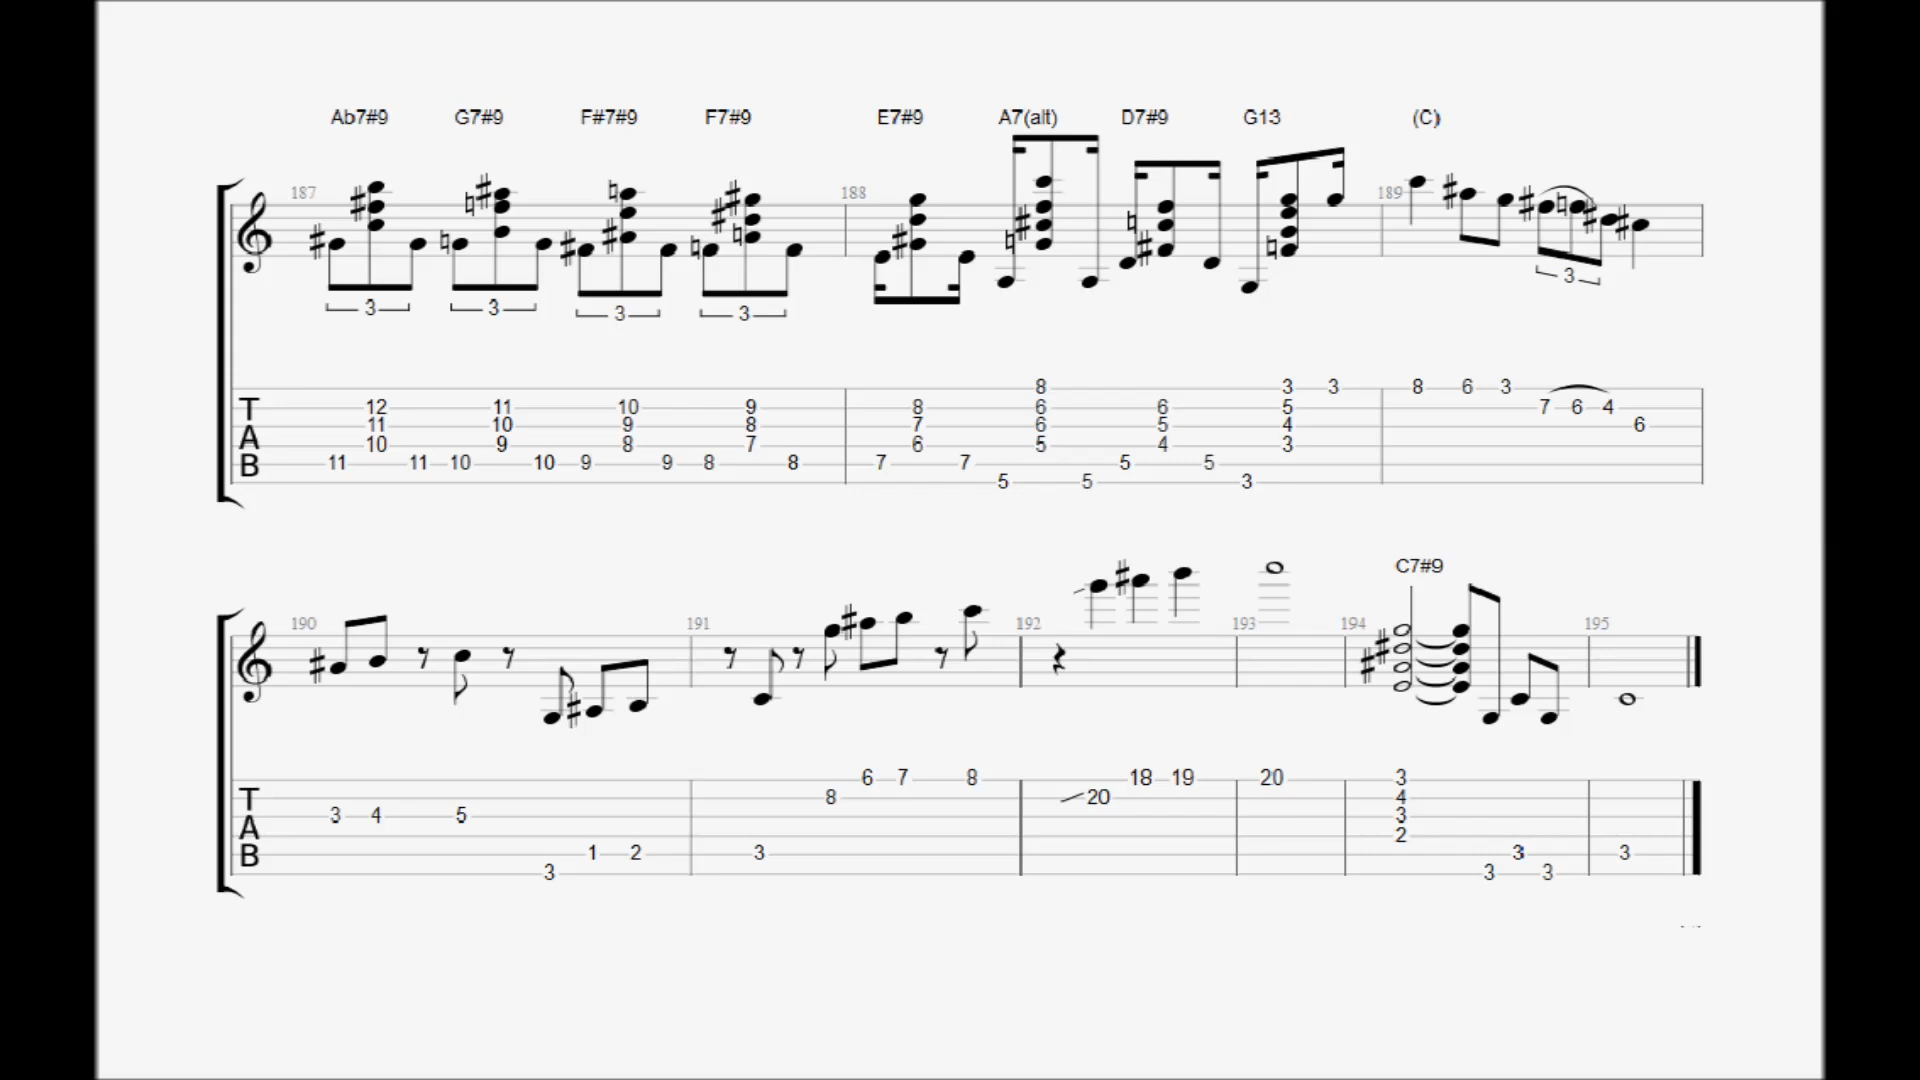 Ab7#9 G7#9 F#7#9 F7#9 E7#9 A7(alt) D7#9 G13 (C)
187 188 189
3 3 3 3 3
8 3 3 8 6 3
T 12 11 10 9 8 6 6 5 7 6 4
11 10 9 8 7 6 5 4 6
A 10 9 8 7 6 5 4 3
B 11 11 10 10 9 9 8 8 7 7 5 5
5 5 3
C7#9
190 191 192 193 194 195
6 7 8 18 19 20 3
T 8 20 4
3 4 5 3
A 2
B 1 2 3 3 3
3 3 3